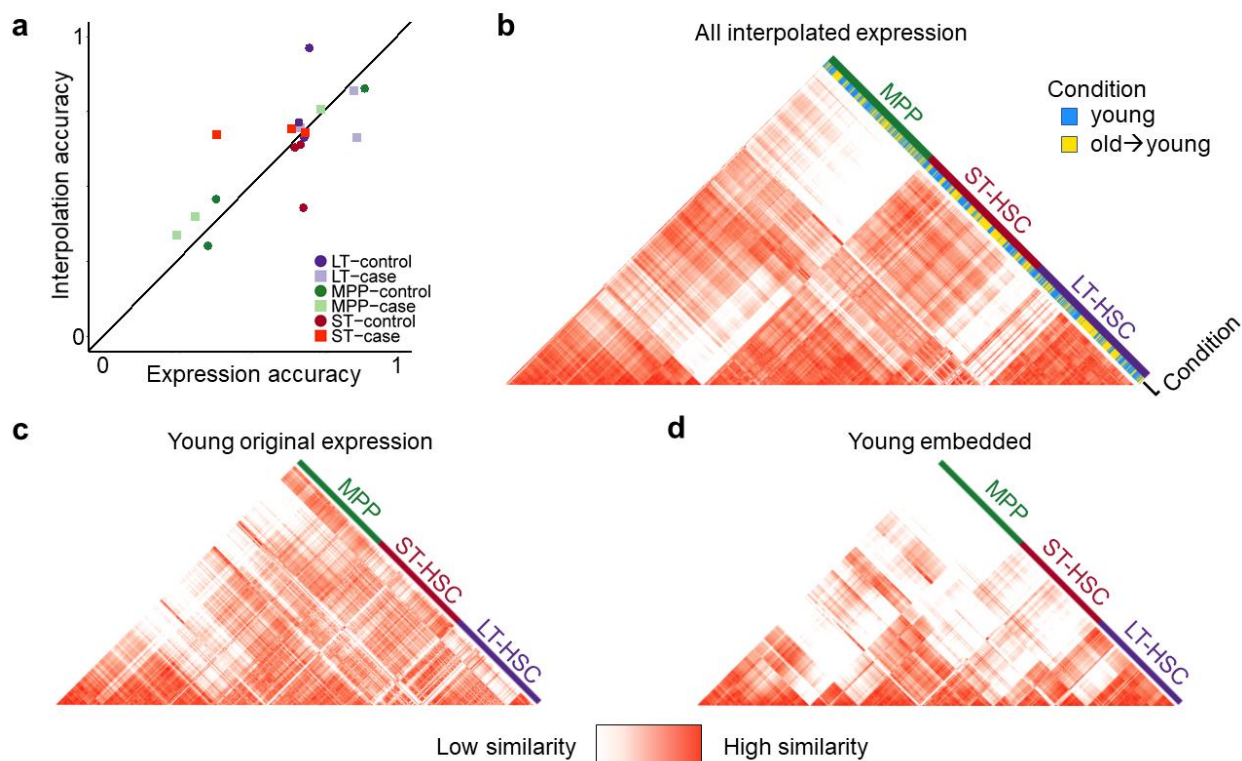 a
1
Interpolation accuracy
0
0
Expression accuracy
1
LT−control
LT−case
MPP−control
MPP−case
ST−control
ST−case
b
All interpolated expression
MPP
ST-HSC
LT-HSC
Condition
Condition
young
old→young
c
Young original expression
MPP
ST-HSC
LT-HSC
d
Young embedded
MPP
ST-HSC
LT-HSC
Low similarity
High similarity